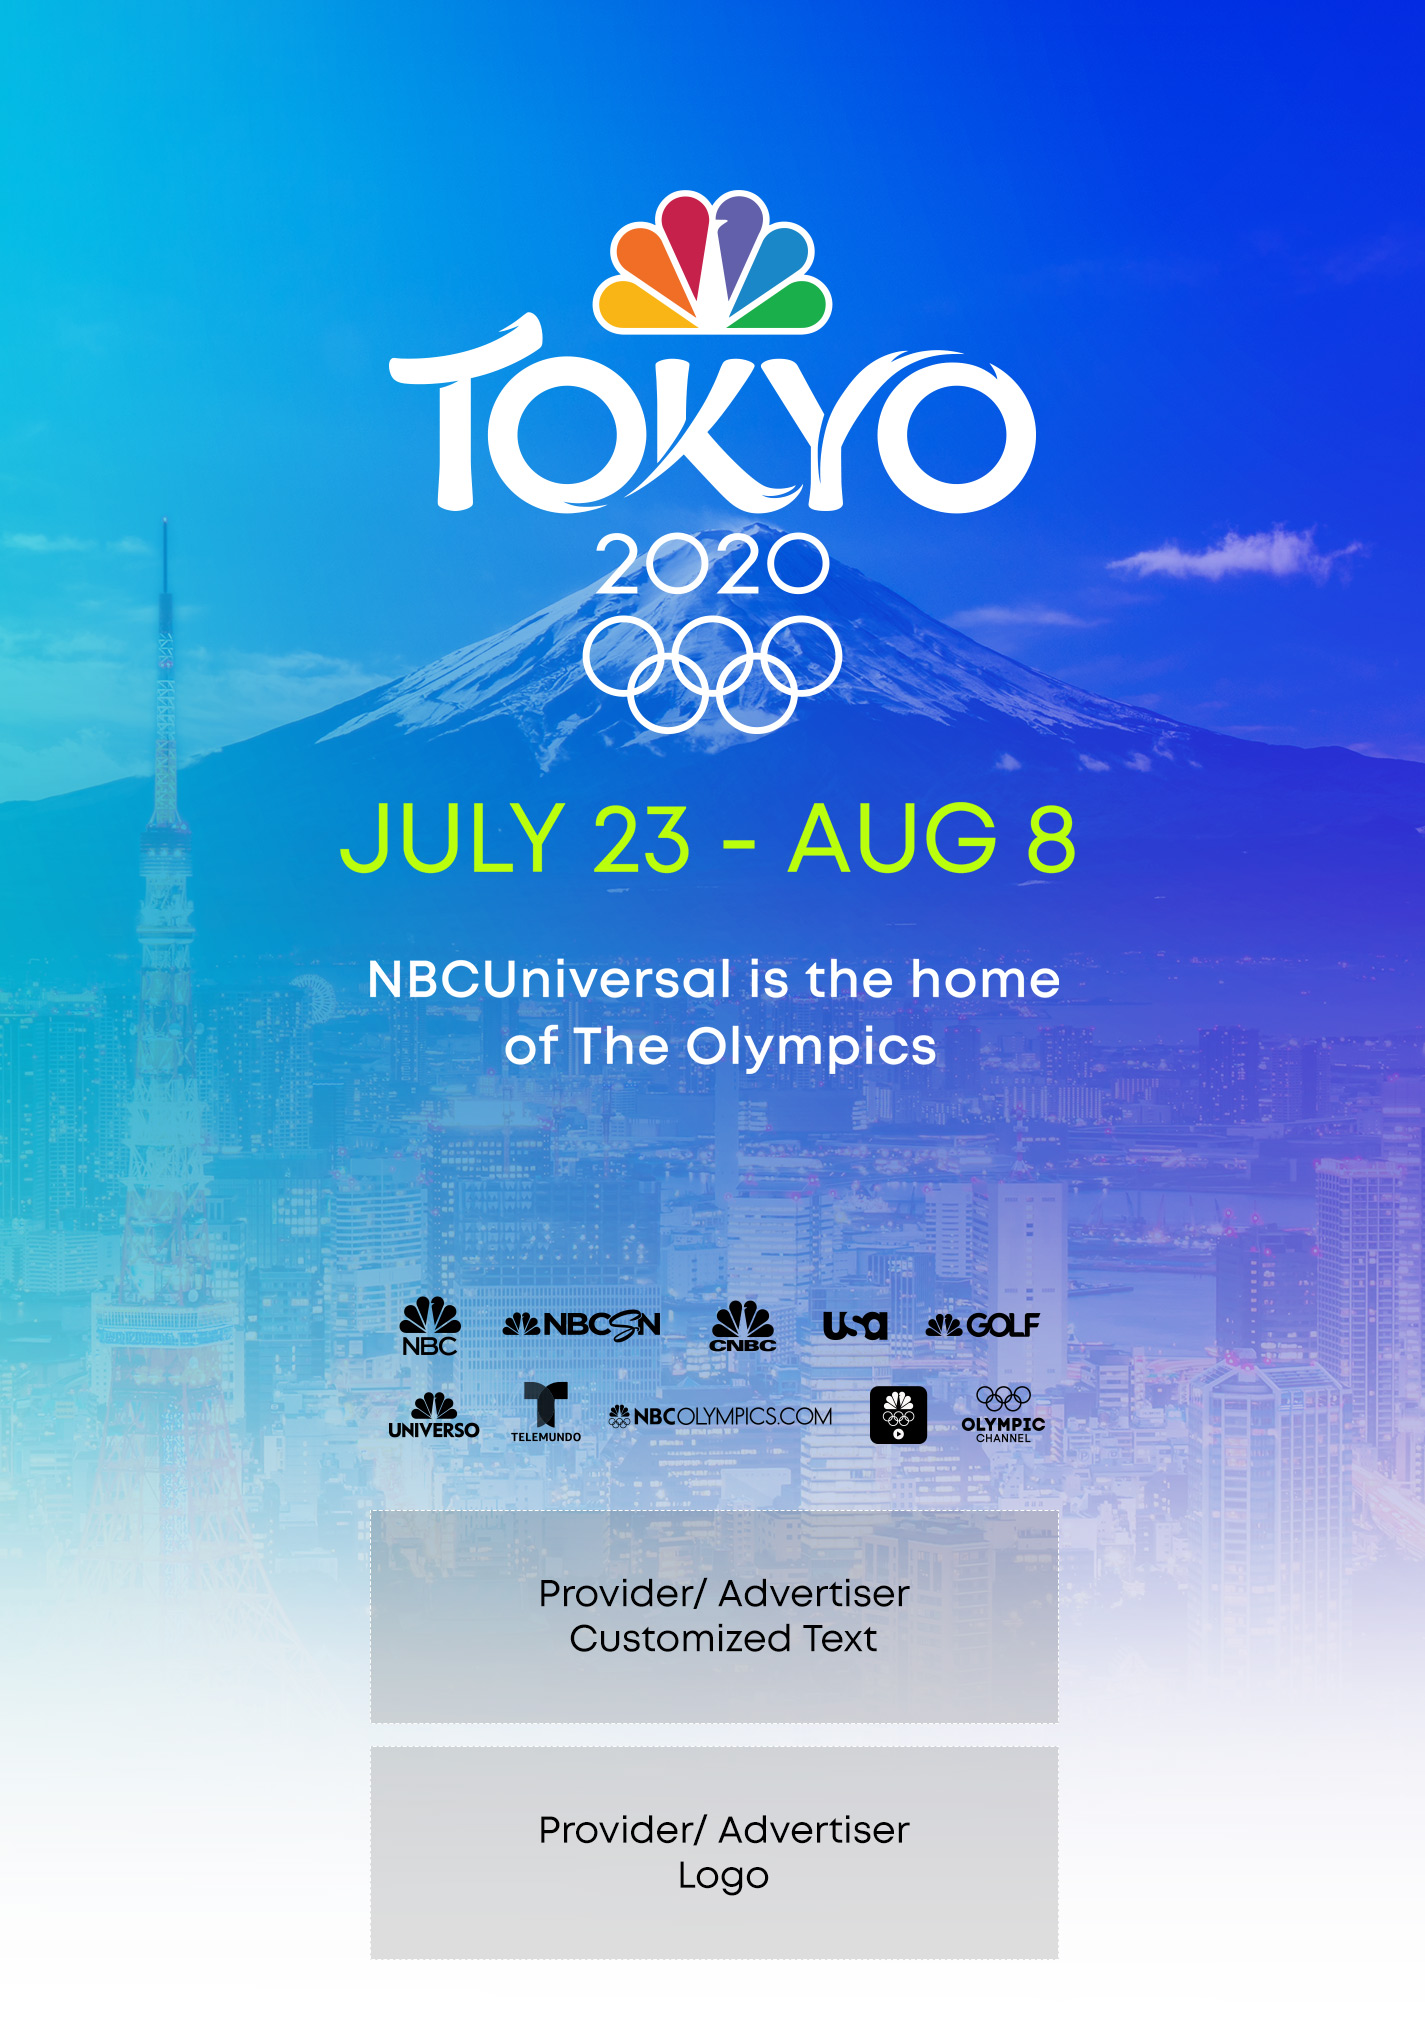 TOKYO
2020
JULY 23 - AUG 8
NBCUniversal is the home
of The Olympics
NBC NBCSN CNBC USA GOLF
UNIVERSO TELEMUNDO NBCOLYMPICS.COM OLYMPIC CHANNEL
Provider/ Advertiser
Customized Text
Provider/ Advertiser
Logo